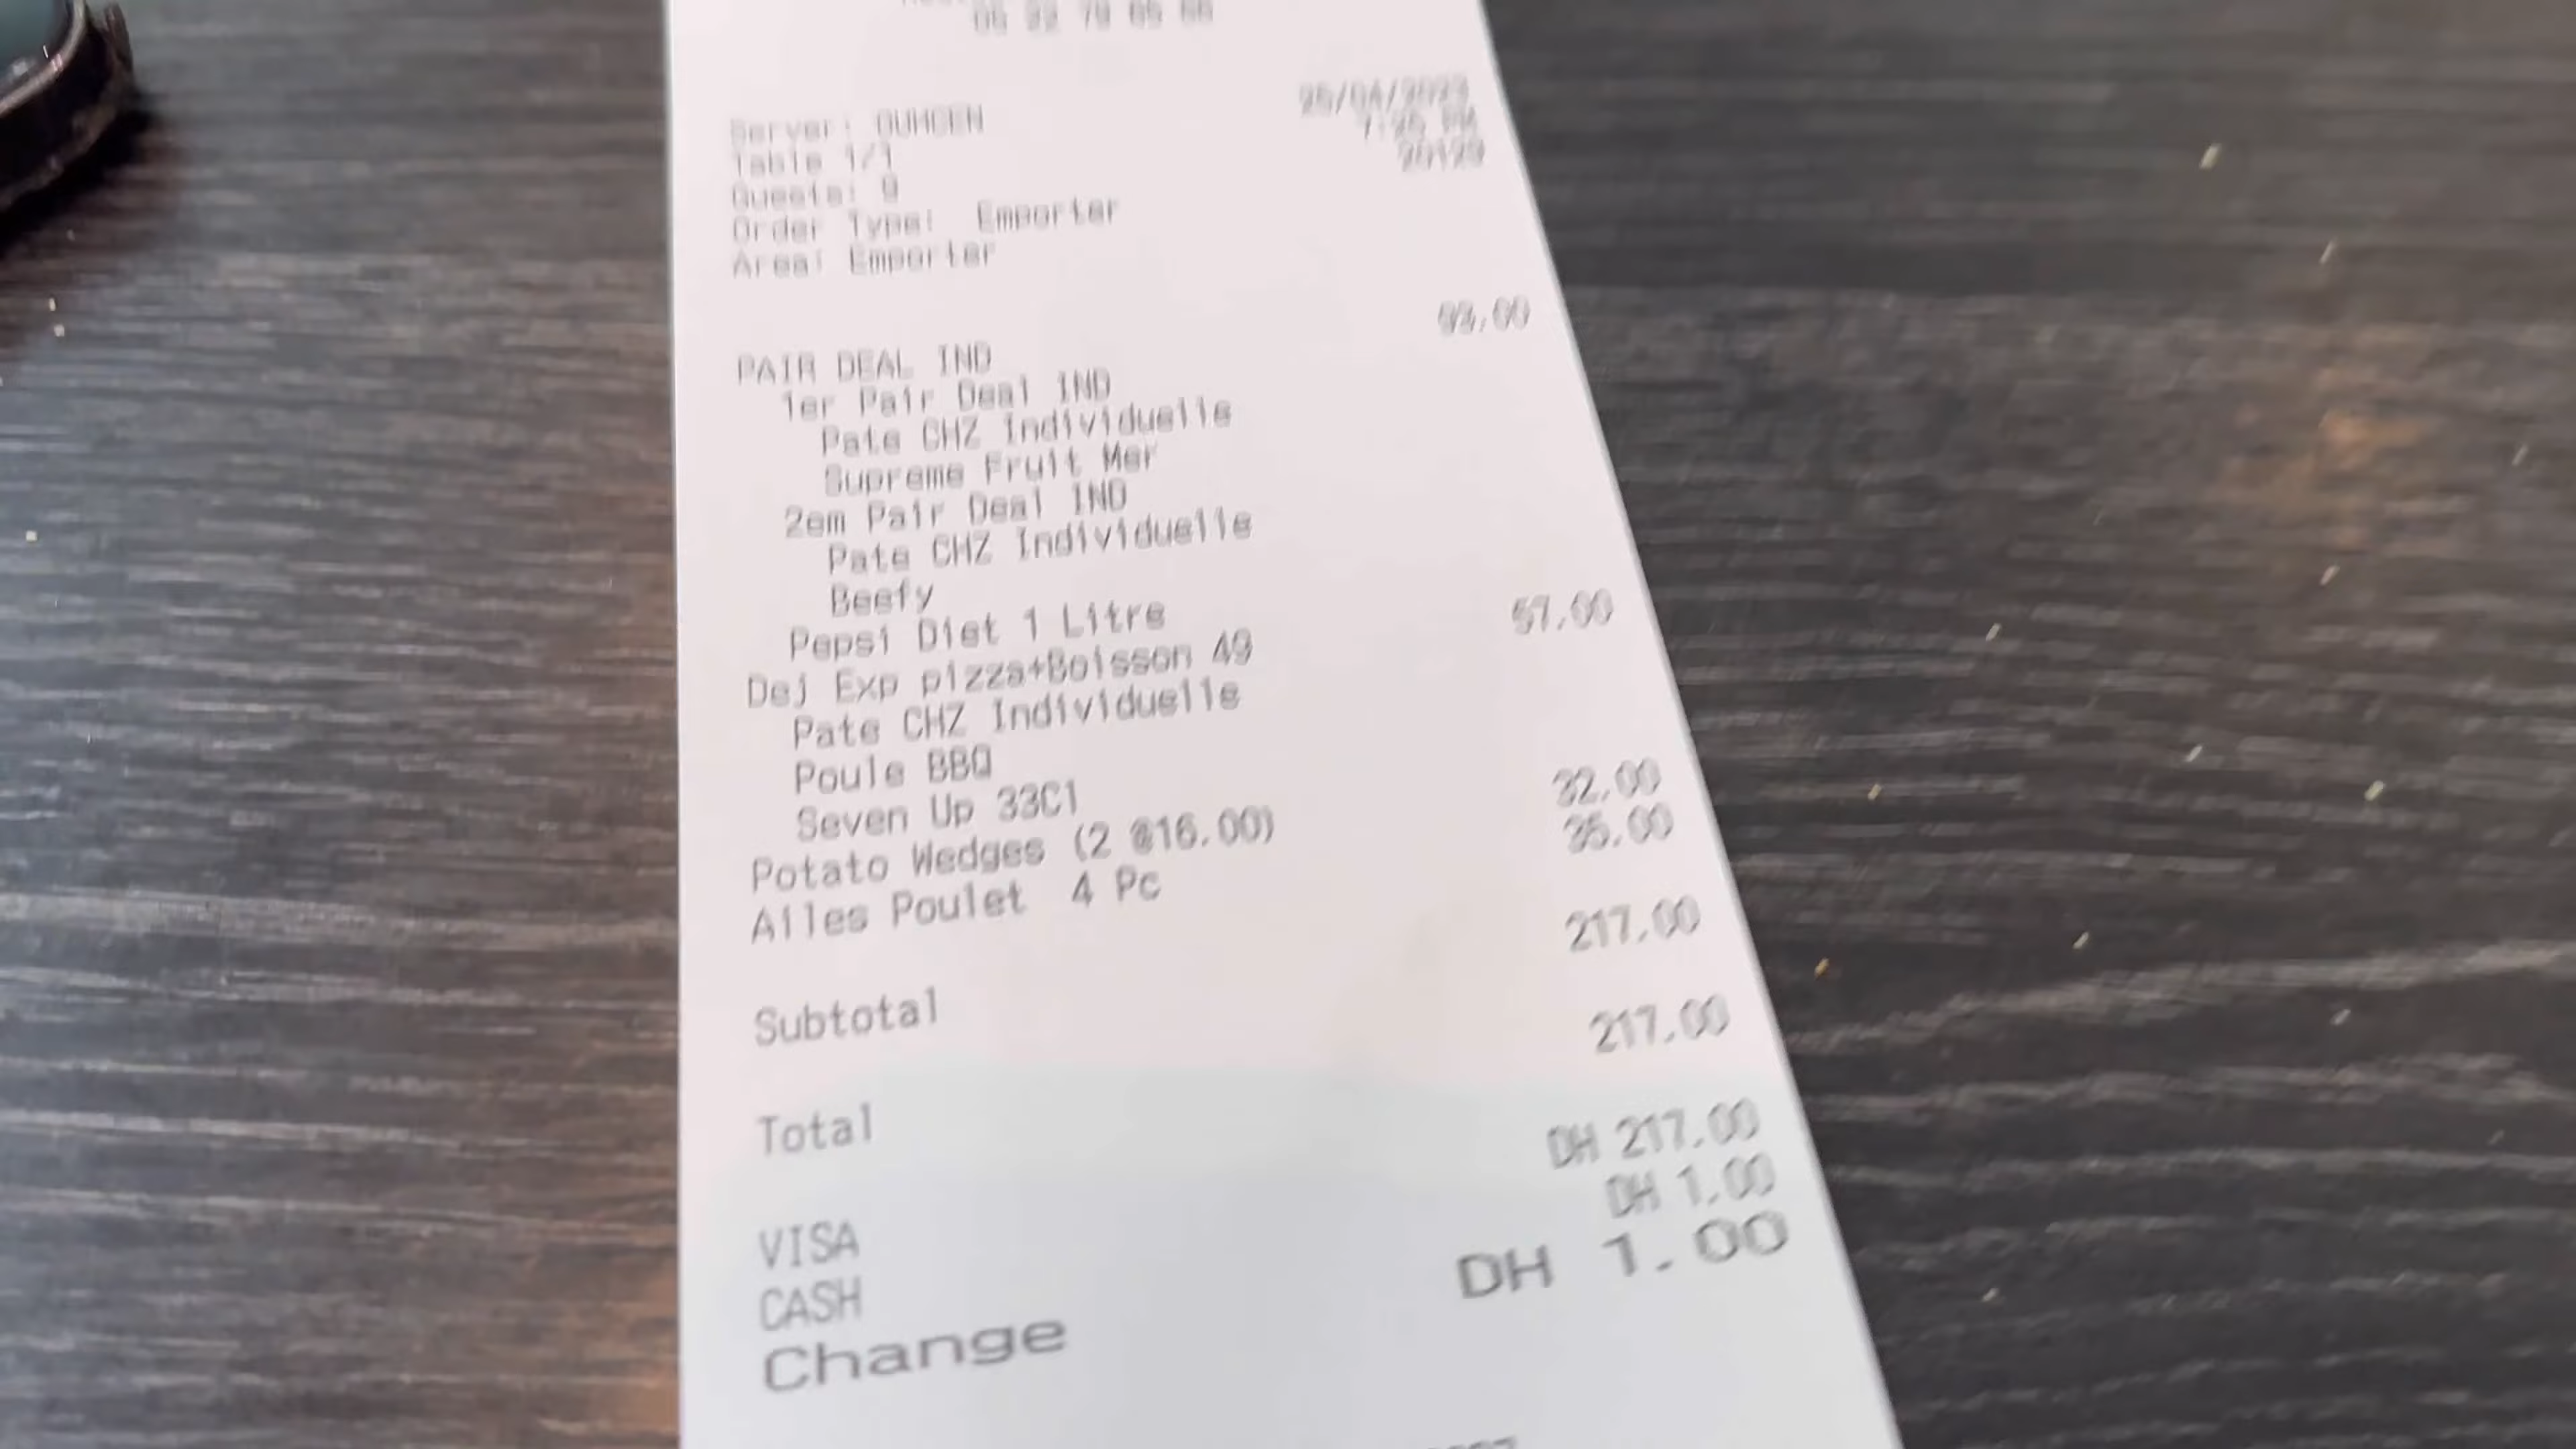 Server: OUMCEN
Table 1/1
Order Type: Emporter
Area: Emporter
PAIR DEAL IND 93.00
1er Pair Deal IND
Pate CHZ Individuelle
Supreme Fruit Mer
2em Pair Deal IND
Pate CHZ Individuelle
Beefy
Pepsi Diet 1 Litre
Dej Exp pizza+Boisson 49 57.00
Pate CHZ Individuelle
Poule BBQ
Seven Up 33Cl
Potato Wedges (2 @16.00) 32.00
Ailes Poulet 4 Pc 35.00
Subtotal 217.00
Total 217.00
VISA DH 217.00
CASH DH 1.00
Change DH 1.00